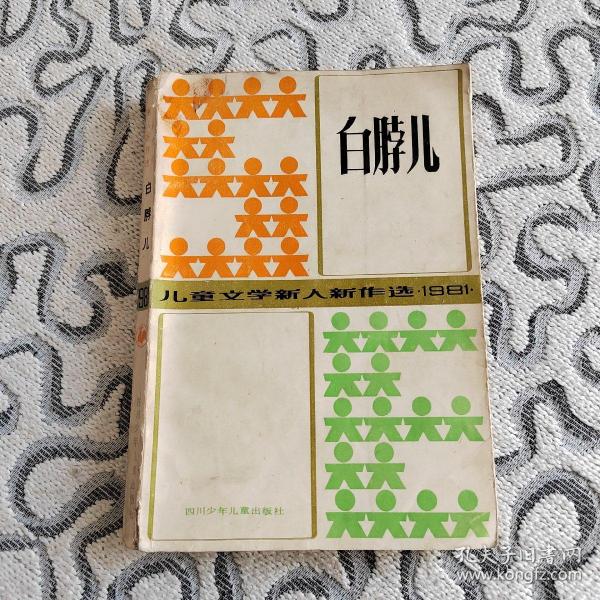 白脖儿
儿童文学新人新作选·1981·
四川少年儿童出版社
白脖儿
198
孔夫子旧书网
www.kongfz.com